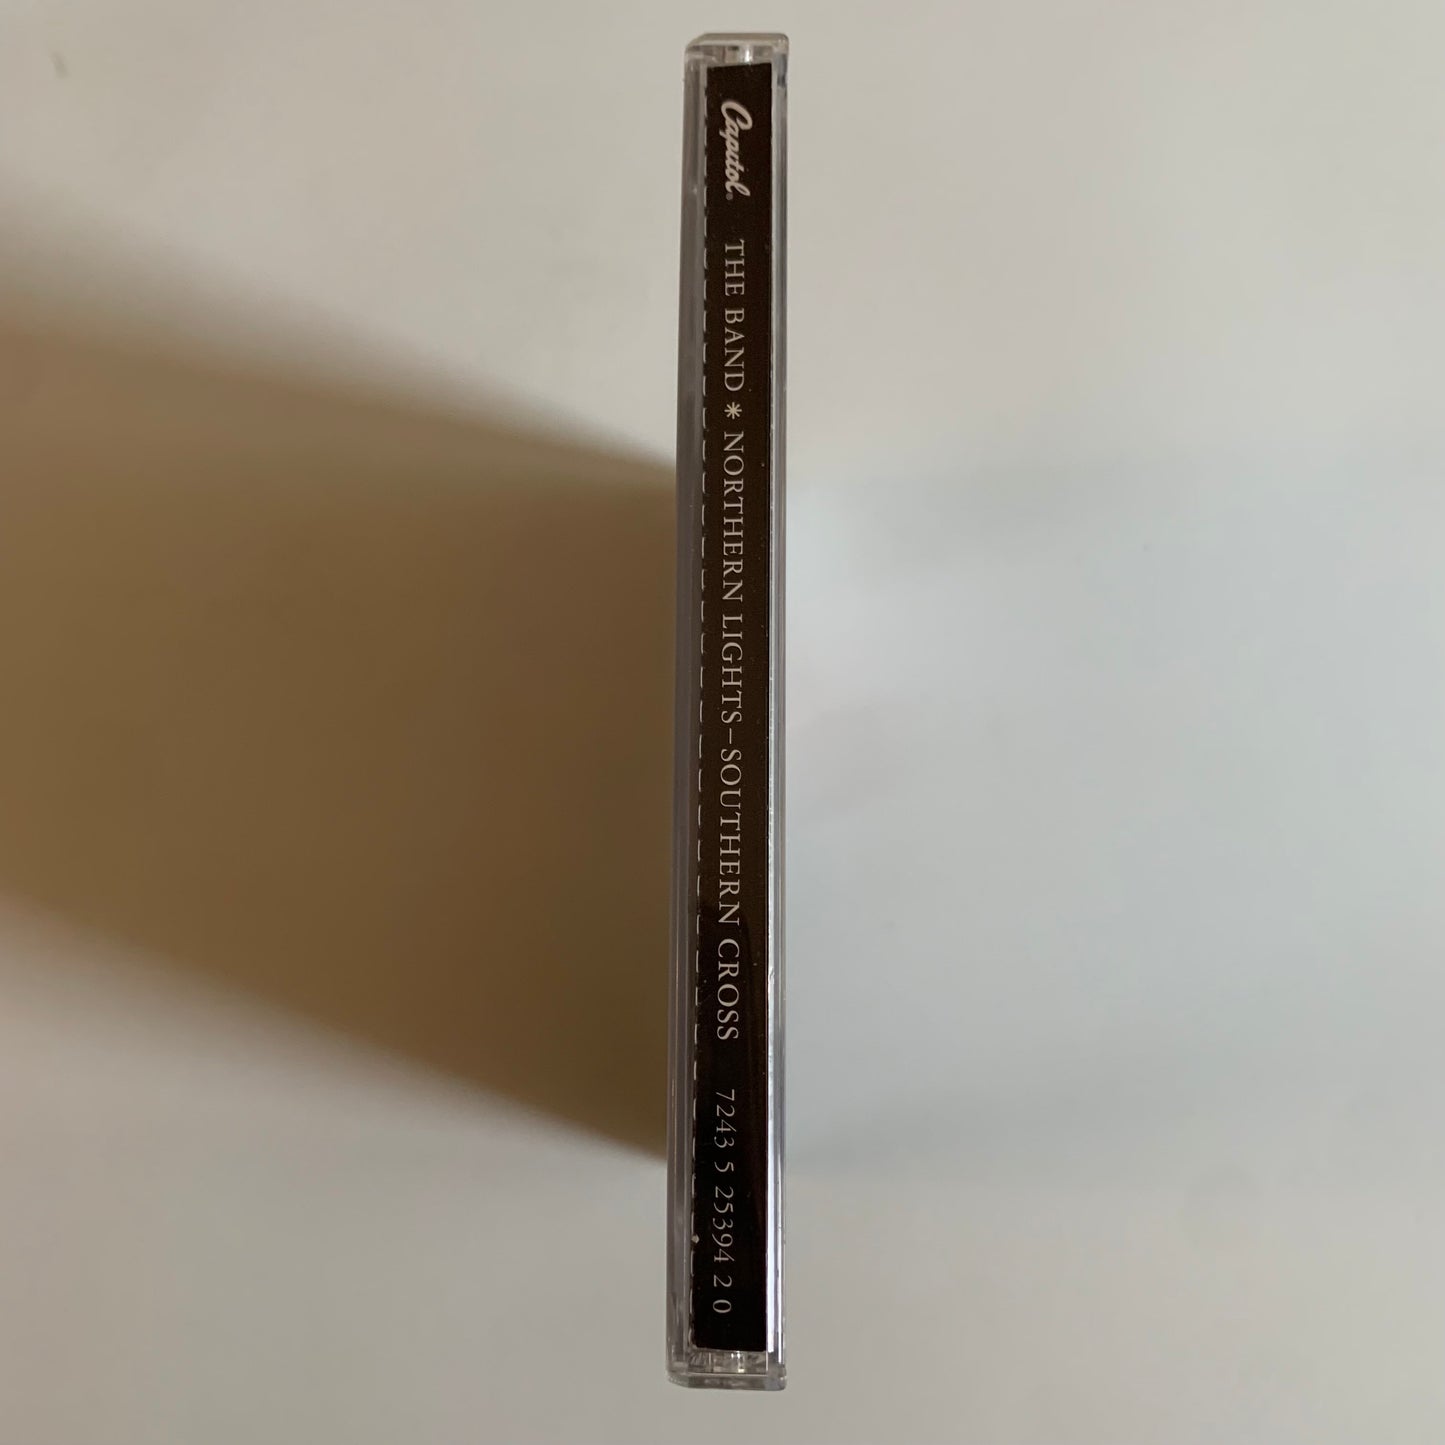 Capitol®
THE BAND * NORTHERN LIGHTS–SOUTHERN CROSS 7243 5 25394 2 0